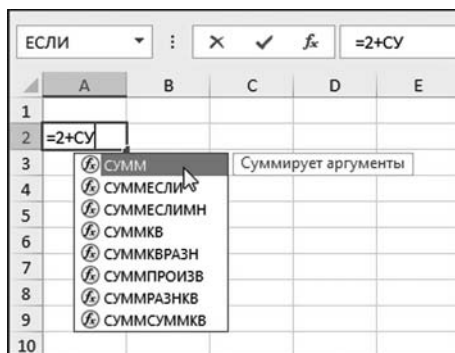 ЕСЛИ fx =2+СУ
A B C D E
1
2 =2+СУ
3 СУММ Суммирует аргументы
4 СУММЕСЛИ
5 СУММЕСЛИМН
6 СУММКВ
7 СУММКВРАЗН
8 СУММПРОИЗВ
9 СУММРАЗНКВ
СУММСУММКВ
10